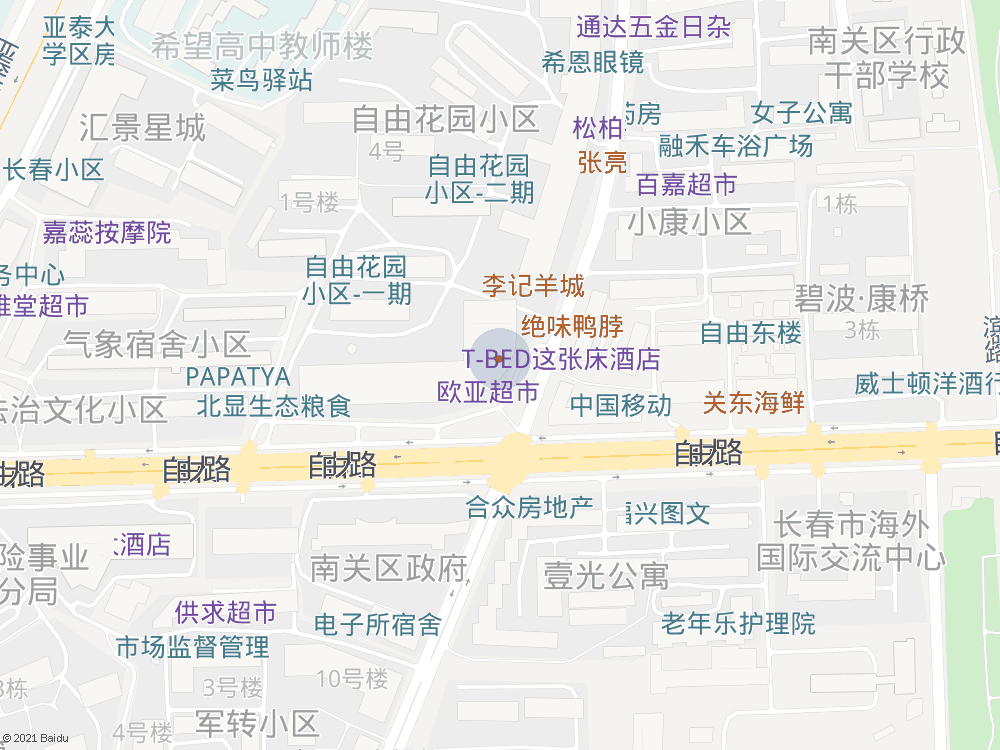 亚泰大
学区房
希望高中教师楼
菜鸟驿站
通达五金日杂
希恩眼镜
南关区行政
干部学校
汇景星城
自由花园小区
4号
松柏
药房
女子公寓
融禾车浴广场
长春小区
自由花园
小区-二期
张亮
百嘉超市
1号楼
小康小区
1栋
嘉蕊按摩院
务中心
雅堂超市
自由花园
小区-一期
李记羊城
绝味鸭脖
碧波·康桥
3栋
自由东楼
滨
路
气象宿舍小区
T-BED这张床酒店
PAPATYA
欧亚超市
威士顿洋酒行
法治文化小区
北显生态粮食
中国移动
关东海鲜
自由路
自由路
自由路
自由路
自
合众房地产
福兴图文
长春市海外
国际交流中心
险事业
分局
大酒店
南关区政府
壹光公寓
供求超市
电子所宿舍
老年乐护理院
市场监督管理
3栋
3号楼
10号楼
4号楼
军转小区
© 2021 Baidu